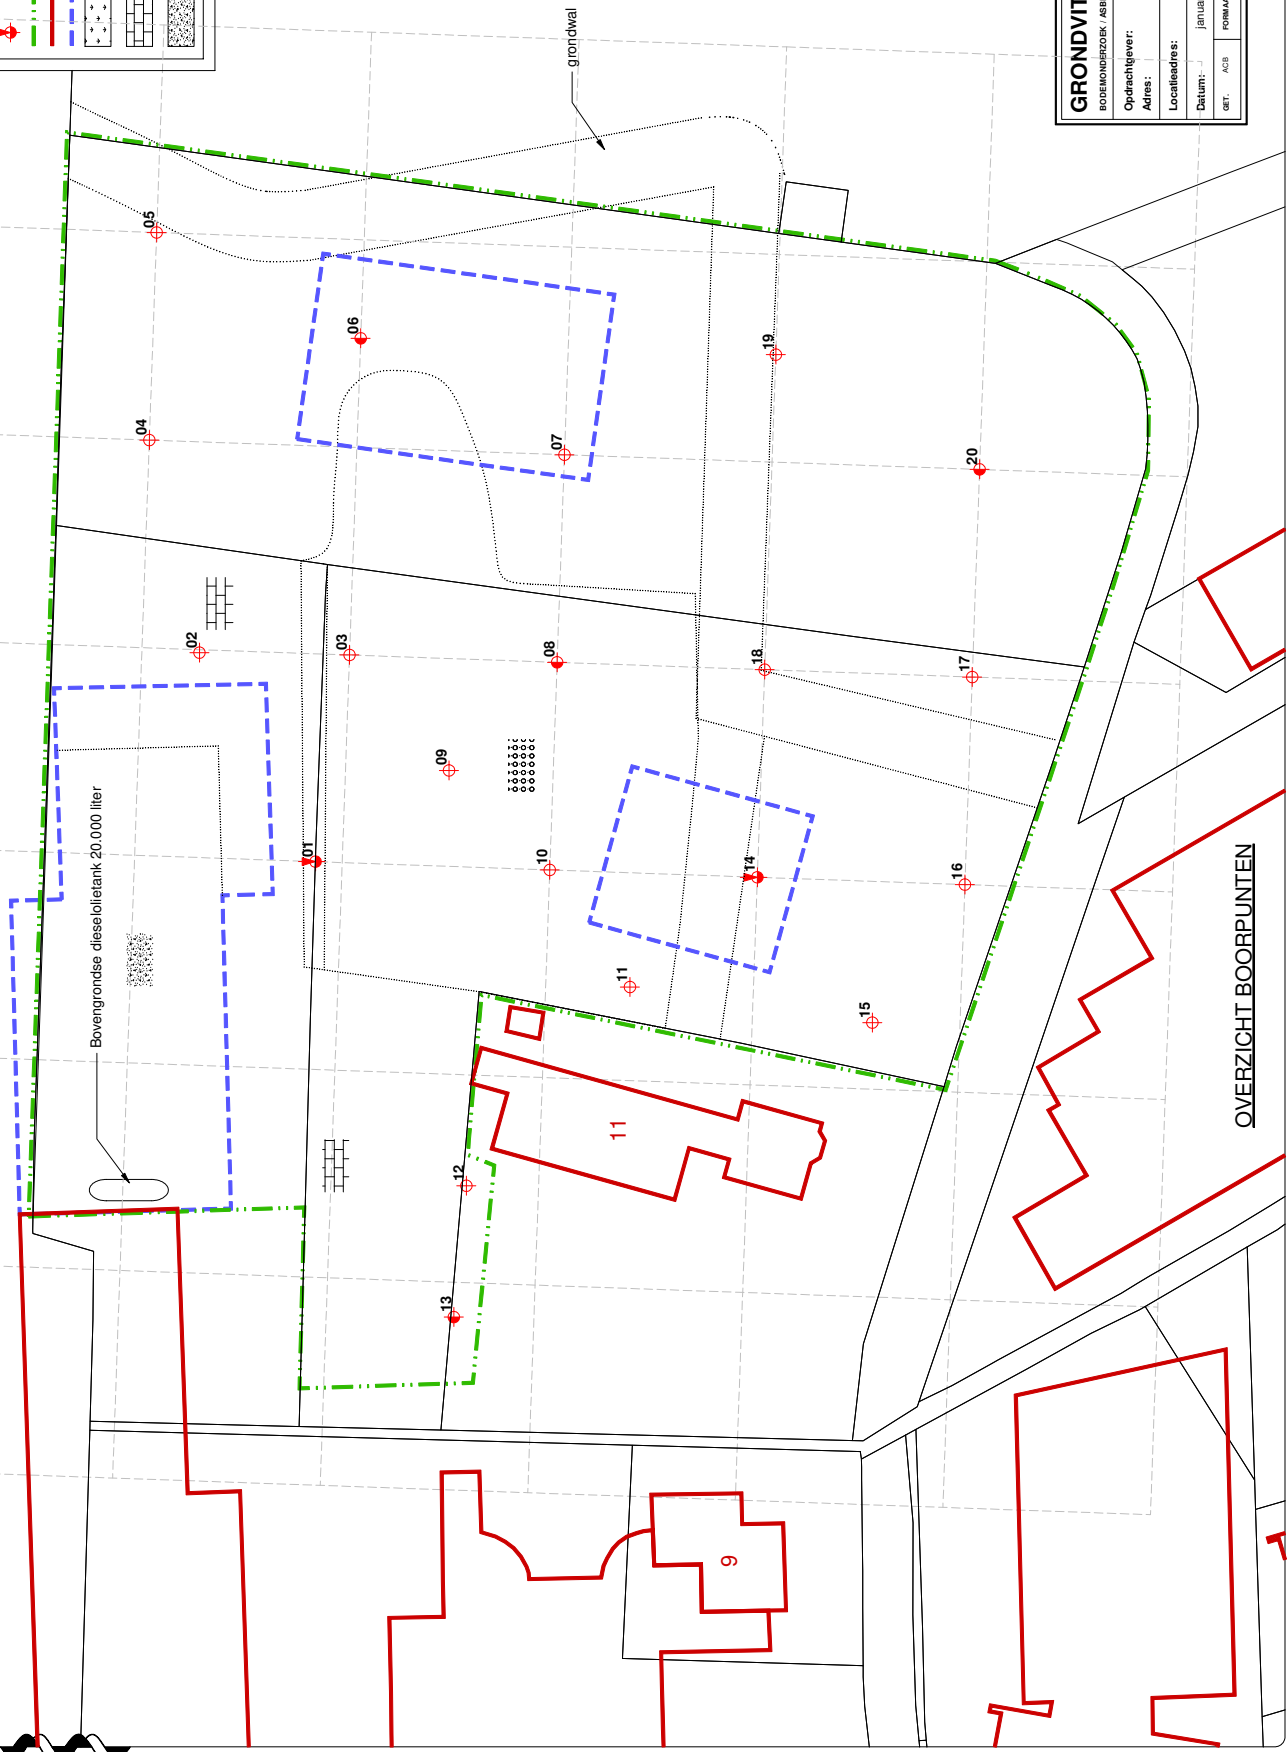 grondwal
GRONDVIT
BODEMONDERZOEK / ASB
Opdrachtgever:
Adres:
Locatieadres:
Datum: janua
GET. ACB FORMAA
05
04
06
07
19
20
02
03
08
18
17
09
01
10
14
16
11
15
12
13
Bovengrondse dieselolietank 20.000 liter
11
9
OVERZICHT BOORPUNTEN